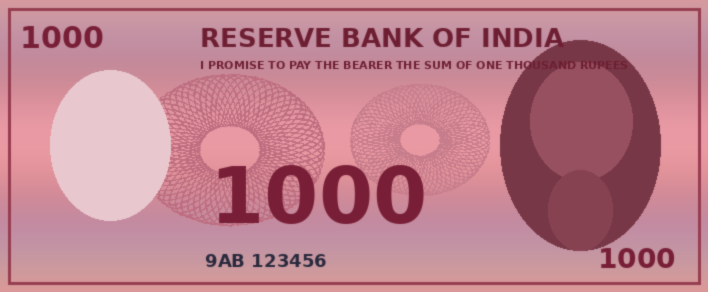 1000
RESERVE BANK OF INDIA
I PROMISE TO PAY THE BEARER THE SUM OF ONE THOUSAND RUPEES
1000
9AB 123456
1000